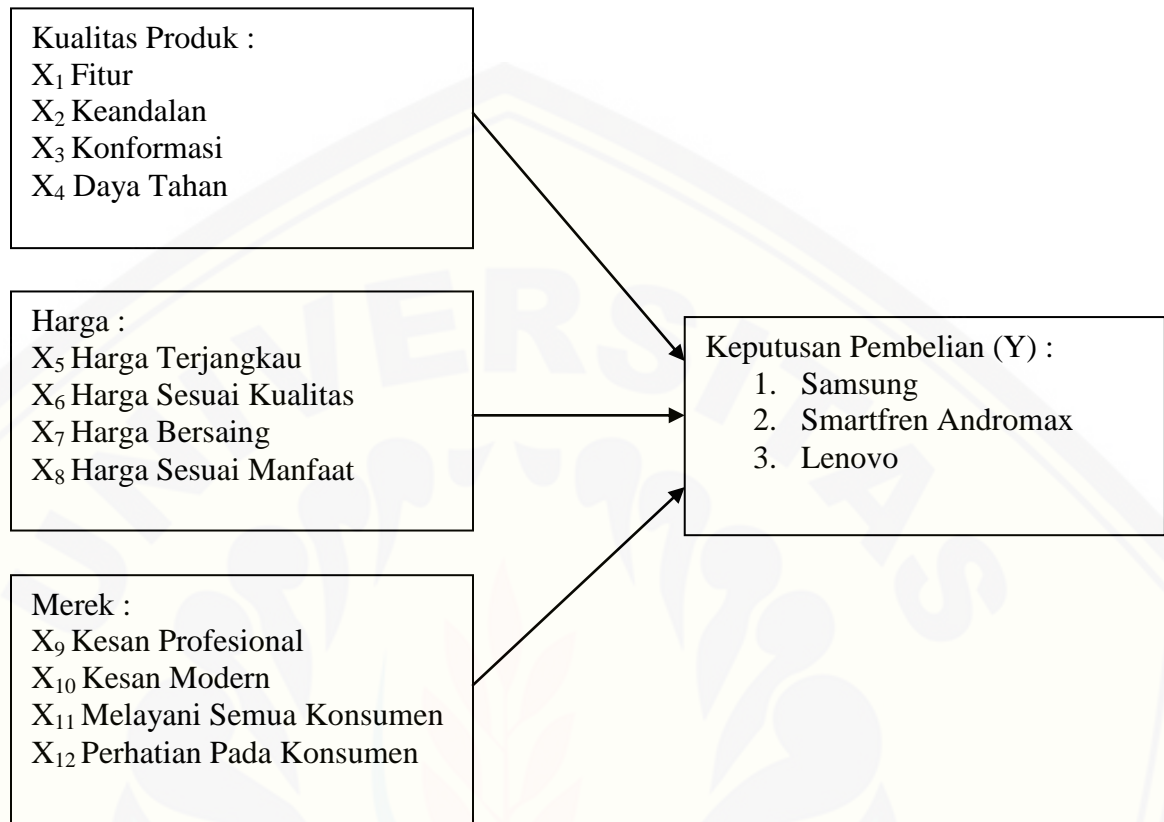 Kualitas Produk :
X₁ Fitur
X₂ Keandalan
X₃ Konformasi
X₄ Daya Tahan
Harga :
X₅ Harga Terjangkau
X₆ Harga Sesuai Kualitas
X₇ Harga Bersaing
X₈ Harga Sesuai Manfaat
Merek :
X₉ Kesan Profesional
X₁₀ Kesan Modern
X₁₁ Melayani Semua Konsumen
X₁₂ Perhatian Pada Konsumen
Keputusan Pembelian (Y) :
1. Samsung
2. Smartfren Andromax
3. Lenovo
UNIVERSITAS